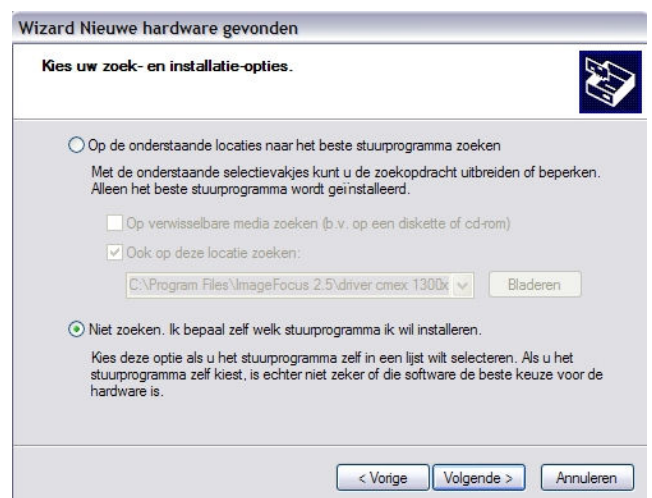 Wizard Nieuwe hardware gevonden
Kies uw zoek- en installatie-opties.
Op de onderstaande locaties naar het beste stuurprogramma zoeken
Met de onderstaande selectievakjes kunt u de zoekopdracht uitbreiden of beperken.
Alleen het beste stuurprogramma wordt geïnstalleerd.
Op verwisselbare media zoeken (b.v. op een diskette of cd-rom)
Ook op deze locatie zoeken:
C:\Program Files\ImageFocus 2.5\driver cmex 1300x
Bladeren
Niet zoeken. Ik bepaal zelf welk stuurprogramma ik wil installeren.
Kies deze optie als u het stuurprogramma zelf in een lijst wilt selecteren. Als u het
stuurprogramma zelf kiest, is echter niet zeker of die software de beste keuze voor de
hardware is.
< Vorige
Volgende >
Annuleren